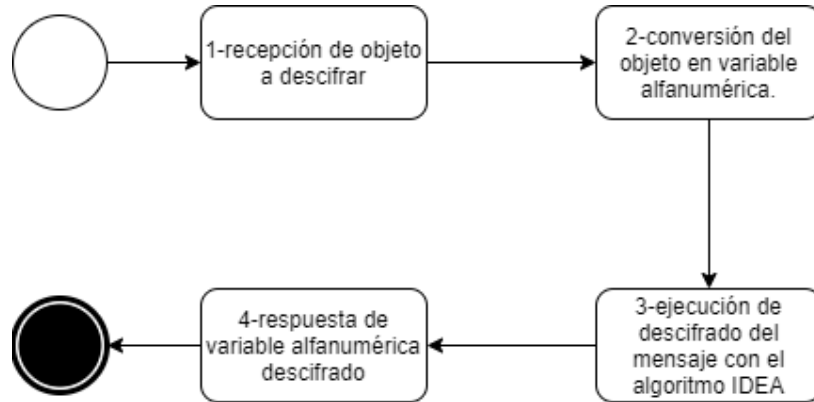 1-recepción de objeto
a descifrar
2-conversión del
objeto en variable
alfanumérica.
3-ejecución de
descifrado del
mensaje con el
algoritmo IDEA
4-respuesta de
variable alfanumérica
descifrado